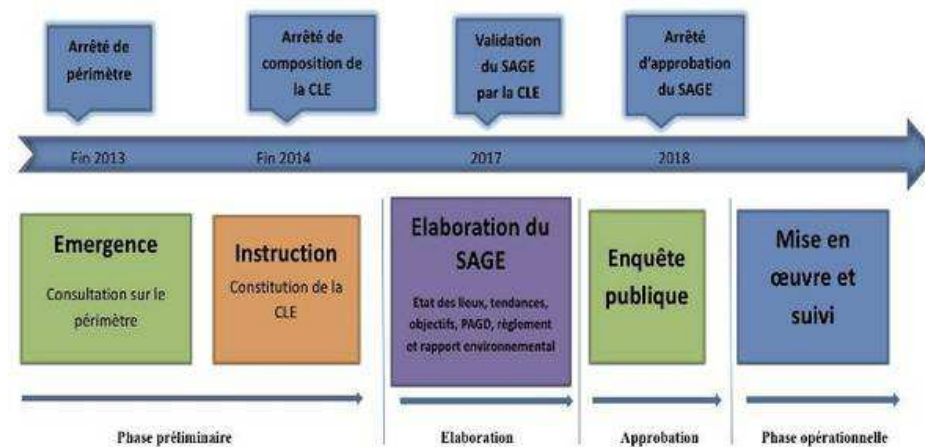 Arrêté de
périmètre
Arrêté de
composition de
la CLE
Validation
du SAGE
par la CLE
Arrêté
d'approbation
du SAGE
Fin 2013
Fin 2014
2017
2018
Emergence
Consultation sur le
périmètre
Instruction
Constitution de la
CLE
Elaboration du
SAGE
Etat des lieux, tendances,
objectifs, PAGD, règlement
et rapport environnemental
Enquête
publique
Mise en
œuvre et
suivi
Phase préliminaire
Elaboration
Approbation
Phase opérationnelle